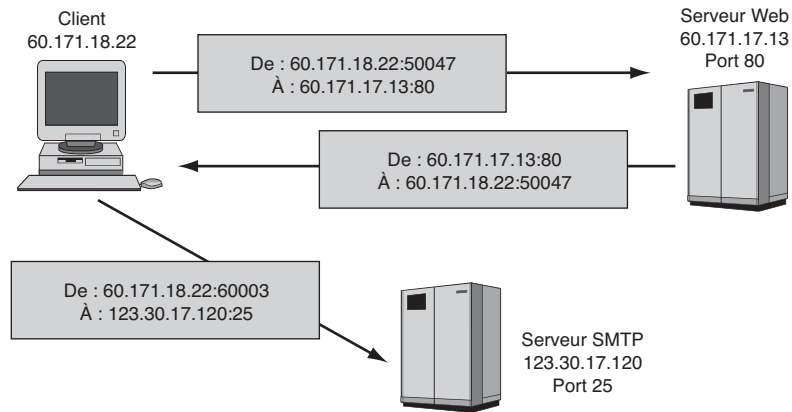 Client
60.171.18.22
Serveur Web
60.171.17.13
Port 80
De : 60.171.18.22:50047
À : 60.171.17.13:80
De : 60.171.17.13:80
À : 60.171.18.22:50047
De : 60.171.18.22:60003
À : 123.30.17.120:25
Serveur SMTP
123.30.17.120
Port 25